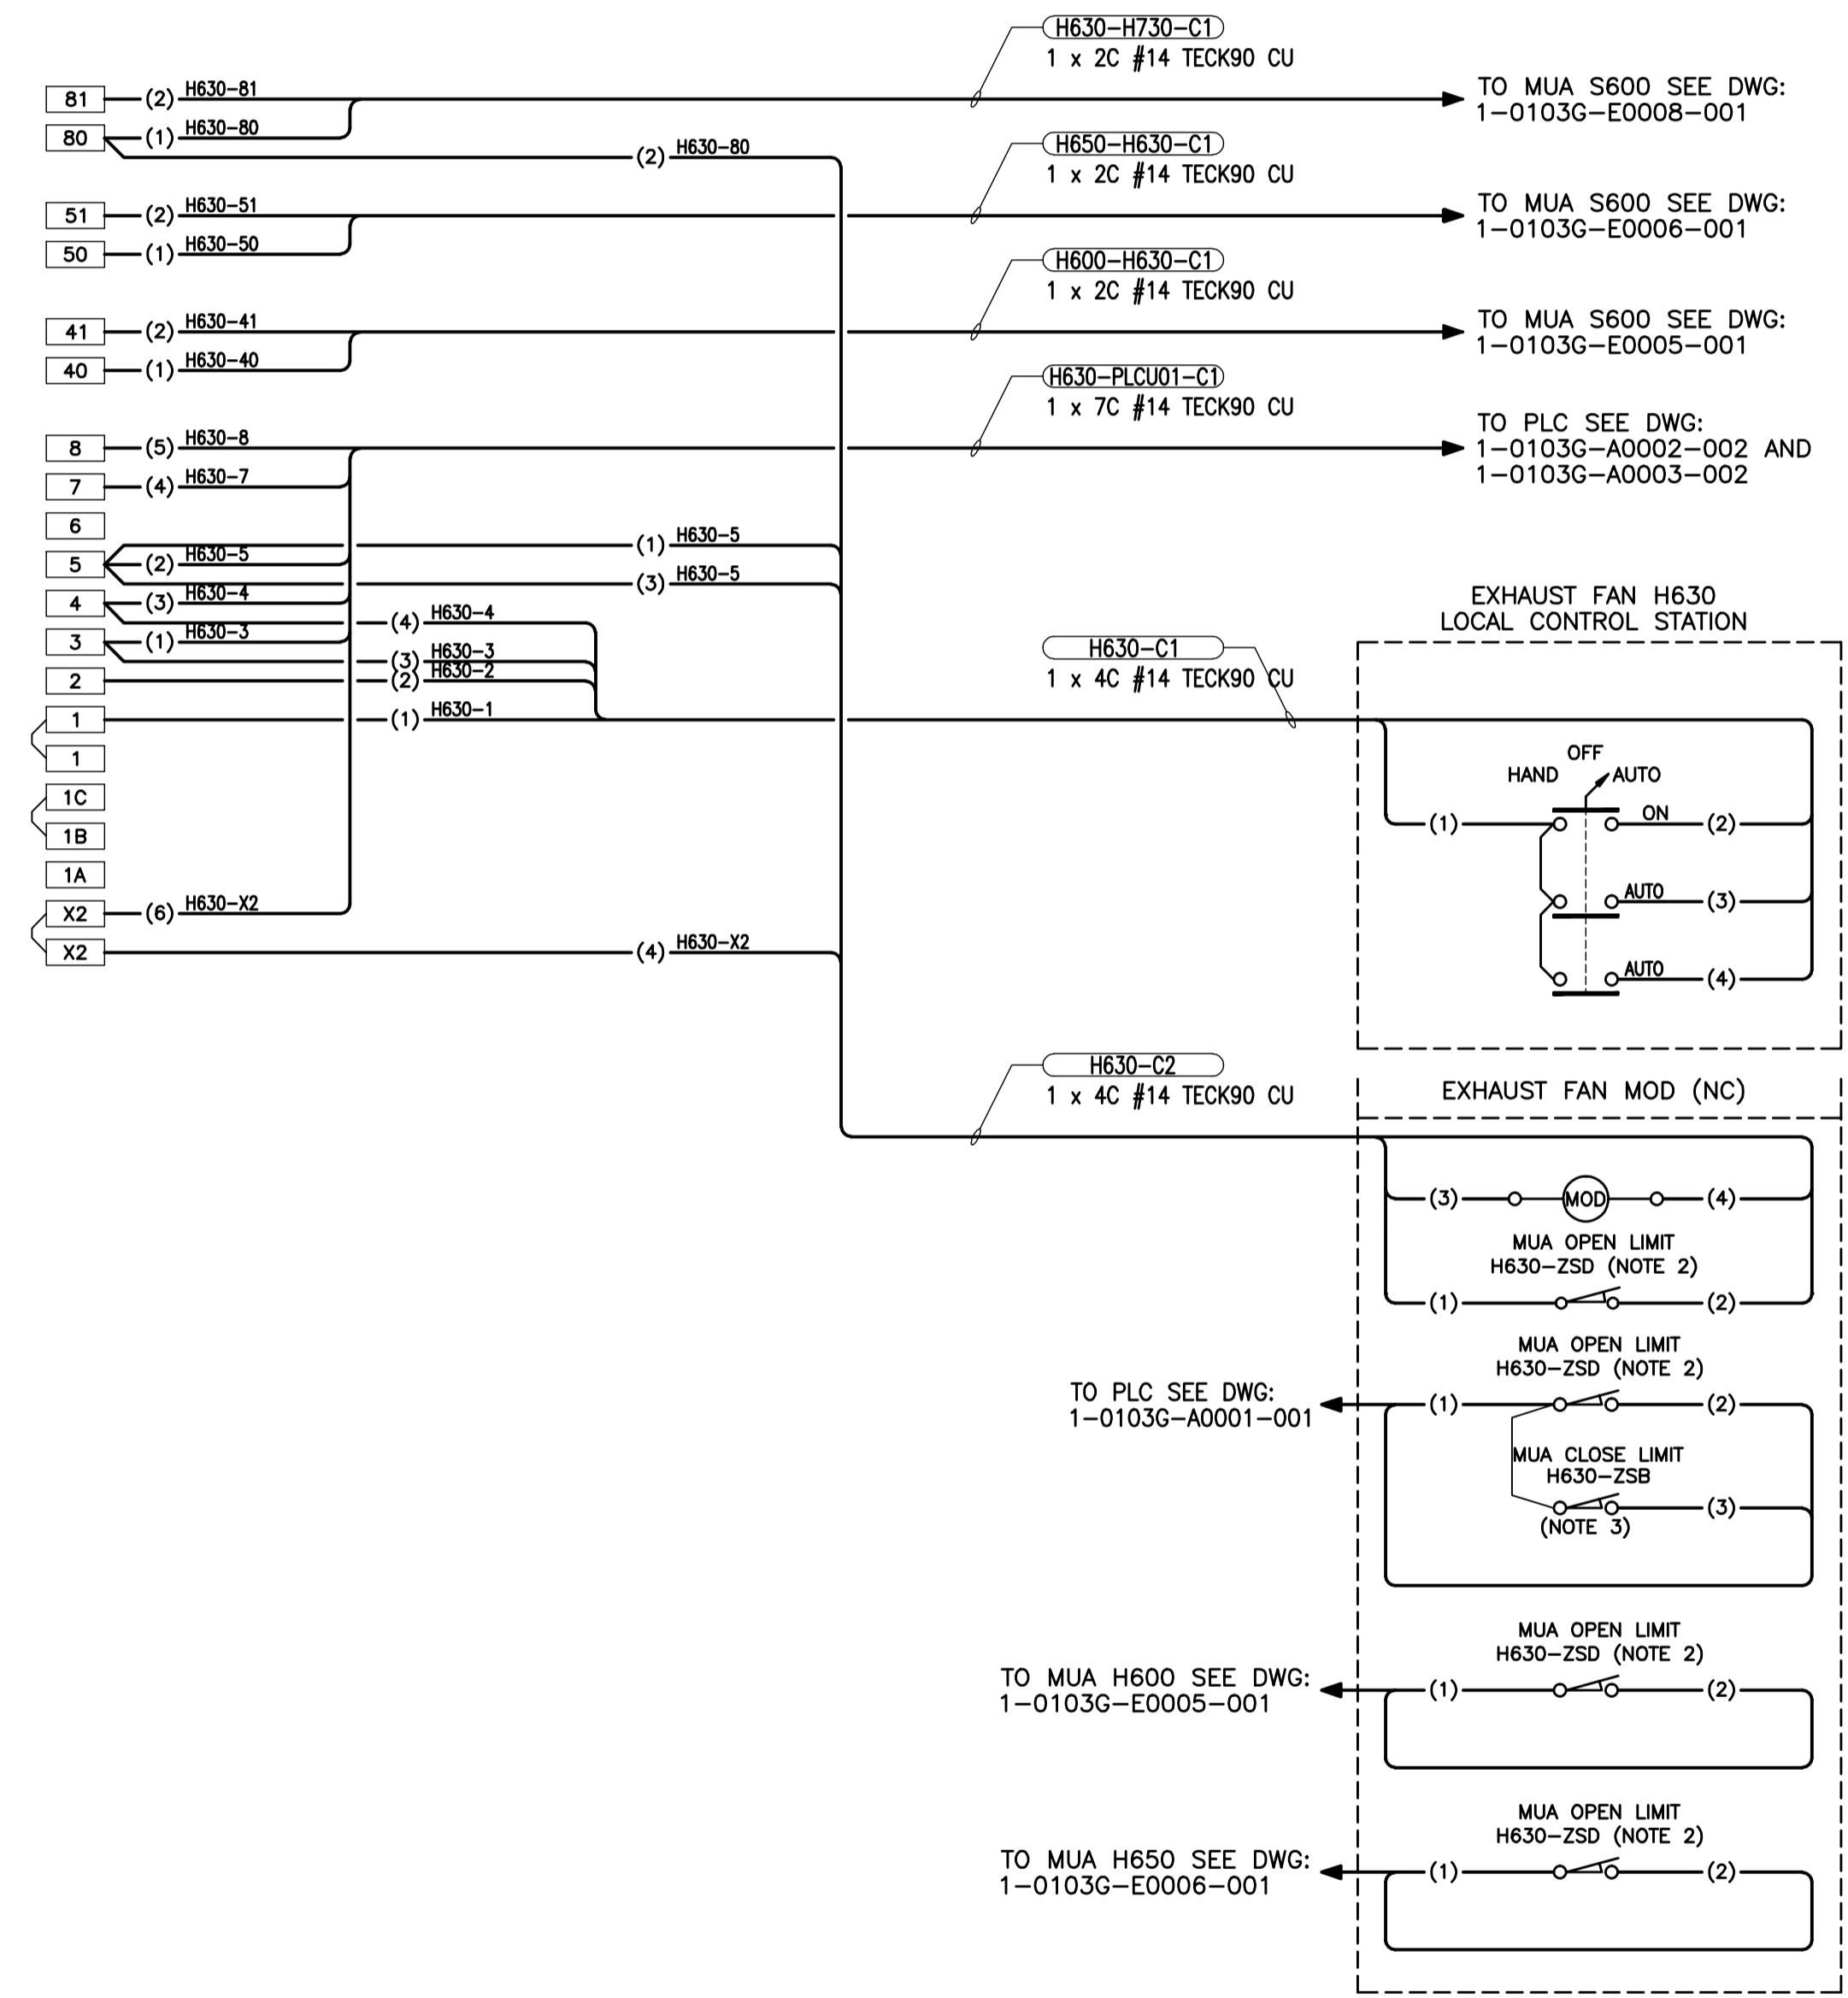 H630-H730-C1
1 x 2C #14 TECK90 CU
81 (2) H630-81
TO MUA S600 SEE DWG:
1-0103G-E0008-001
80 (1) H630-80
(2) H630-80
H650-H630-C1
1 x 2C #14 TECK90 CU
51 (2) H630-51
TO MUA S600 SEE DWG:
1-0103G-E0006-001
50 (1) H630-50
H600-H630-C1
1 x 2C #14 TECK90 CU
41 (2) H630-41
TO MUA S600 SEE DWG:
1-0103G-E0005-001
40 (1) H630-40
H630-PLCU01-C1
1 x 7C #14 TECK90 CU
8 (5) H630-8
TO PLC SEE DWG:
1-0103G-A0002-002 AND
1-0103G-A0003-002
7 (4) H630-7
6
(1) H630-5
5 (2) H630-5
(3) H630-5
4 (3) H630-4
(4) H630-4
3 (1) H630-3
(3) H630-3
2 (2) H630-2
1 (1) H630-1
1
1C
1B
1A
X2 (6) H630-X2
X2 (4) H630-X2
H630-C1
1 x 4C #14 TECK90 CU
EXHAUST FAN H630
LOCAL CONTROL STATION
OFF
HAND AUTO
(1) ON (2)
AUTO (3)
AUTO (4)
H630-C2
1 x 4C #14 TECK90 CU
EXHAUST FAN MOD (NC)
(3) MOD (4)
MUA OPEN LIMIT
H630-ZSD (NOTE 2)
(1) (2)
MUA OPEN LIMIT
H630-ZSD (NOTE 2)
TO PLC SEE DWG:
1-0103G-A0001-001
(1) (2)
MUA CLOSE LIMIT
H630-ZSB
(3)
(NOTE 3)
MUA OPEN LIMIT
H630-ZSD (NOTE 2)
TO MUA H600 SEE DWG:
1-0103G-E0005-001
(1) (2)
MUA OPEN LIMIT
H630-ZSD (NOTE 2)
TO MUA H650 SEE DWG:
1-0103G-E0006-001
(1) (2)